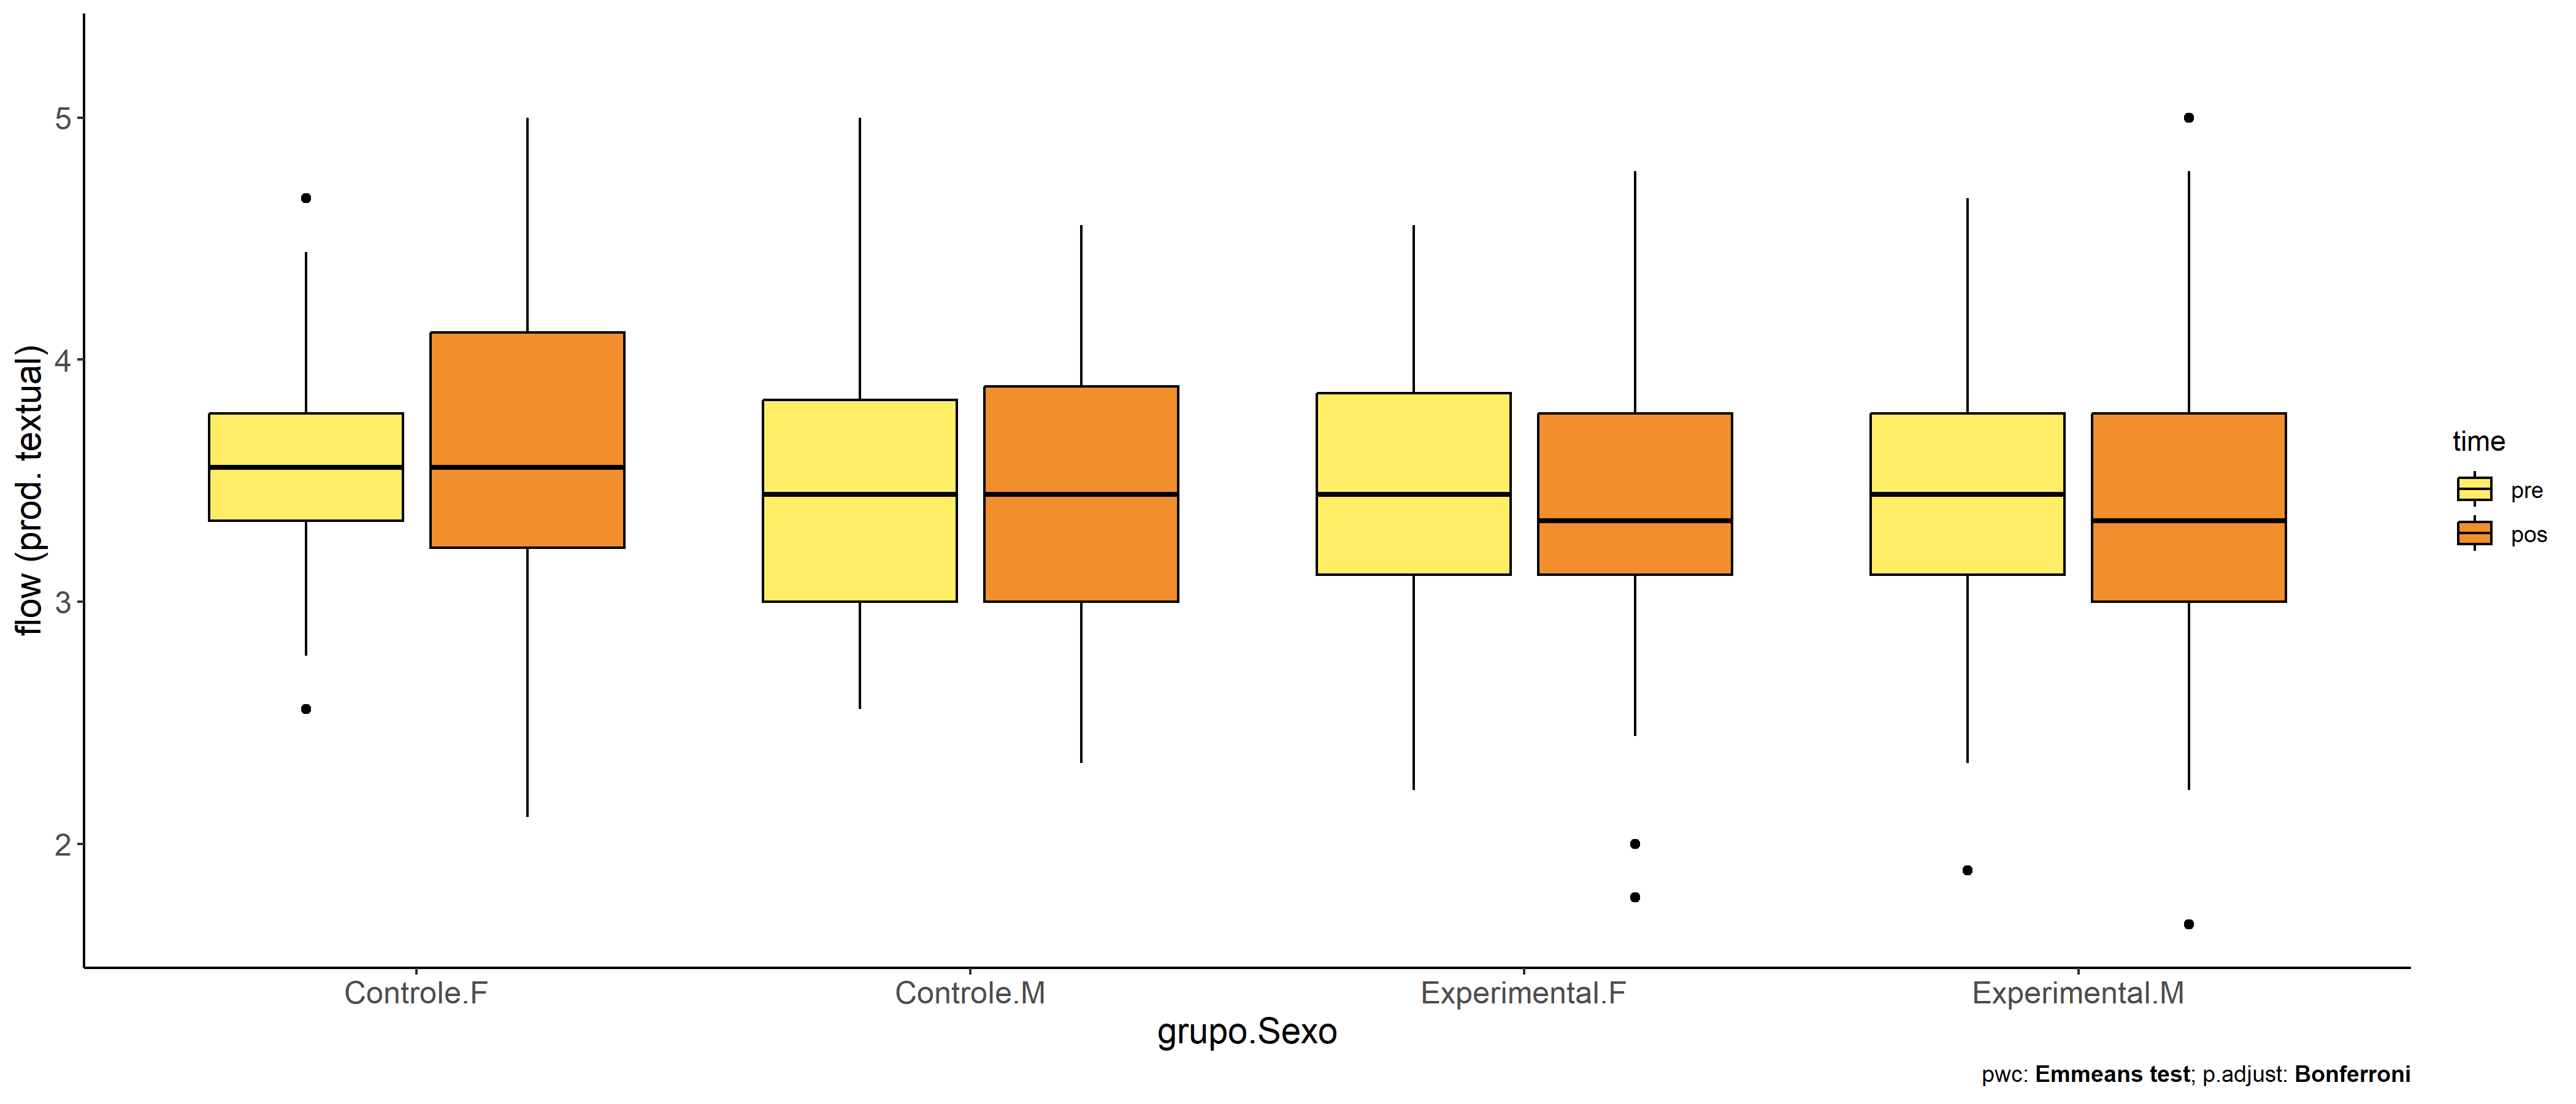 flow (prod. textual)
5
4
3
2
Controle.F
Controle.M
Experimental.F
Experimental.M
grupo.Sexo
time
pre
pos
pwc: Emmeans test; p.adjust: Bonferroni